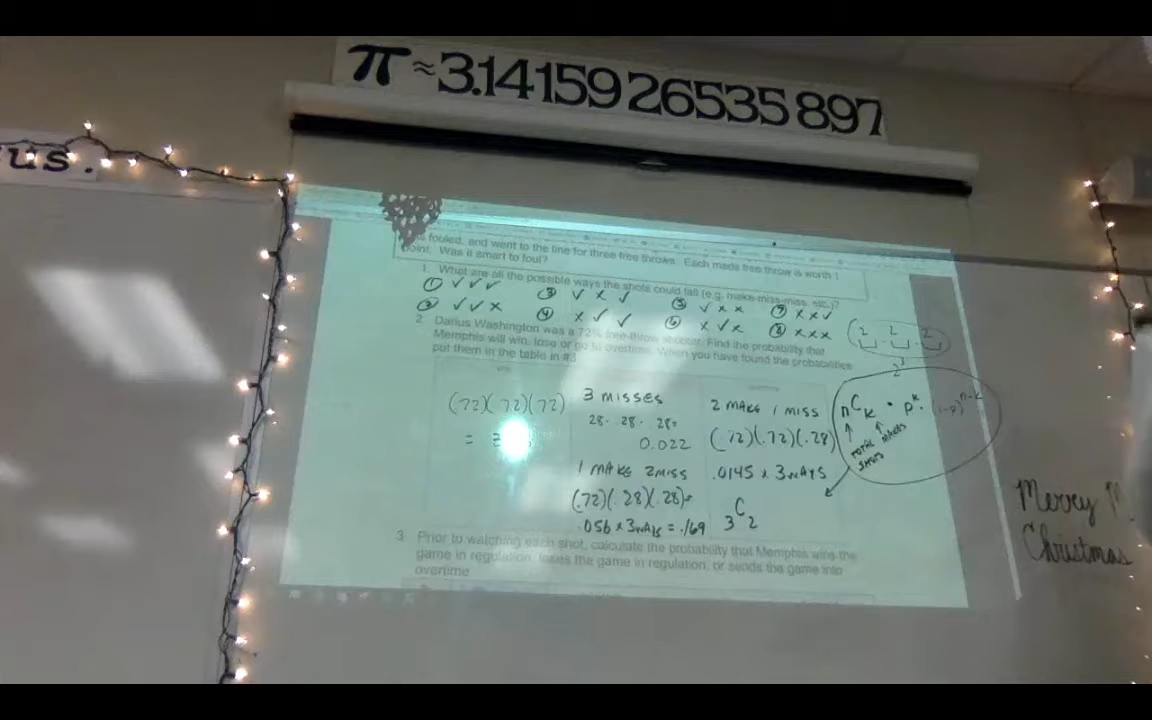 π ≈ 3.14159 26535 897
us.
is fouled, and went to the line for three free throws. Each made free throw is worth 1
point. Was it smart to foul?
1. What are all the possible ways the shots could fall (e.g. make-miss-miss, etc.)?
① ✓✓✓ ③ ✓ x ✓ ⑤ ✓ x x ⑦ x x ✓
② ✓✓x ④ x ✓ ✓ ⑥ x ✓ x ⑧ x x x
2 · 2 · 2
2³
2. Darius Washington was a 72% free-throw shooter. Find the probability that
Memphis will win, lose or go to overtime. When you have found the probabilities
put them in the table in #3
(.72)(.72)(.72)
=
3 MISSES
.28 · .28 · .28=
0.022
1 MAKE 2 MISS
(.72)(.28)(.28)=
.056 x 3 WAYS = .169
2 MAKE 1 MISS
(.72)(.72)(.28)
.0145 x 3 WAYS
₃C₂
nCk · p^k · (1-p)^n-k
TOTAL SHOTS
MAKES
3. Prior to watching each shot, calculate the probability that Memphis wins the
game in regulation, loses the game in regulation, or sends the game into
overtime
Merry
Christmas